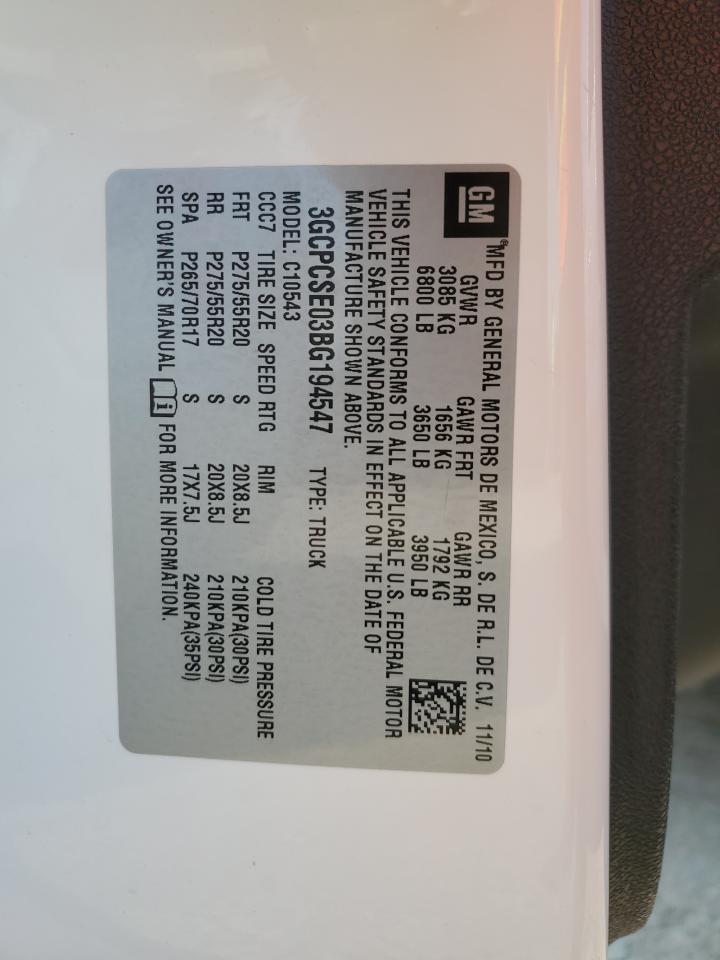 GM® MFD BY GENERAL MOTORS DE MEXICO, S. DE R.L. DE C.V. 11/10
GVWR GAWR FRT GAWR RR
3085 KG 1656 KG 1792 KG
6800 LB 3650 LB 3950 LB
THIS VEHICLE CONFORMS TO ALL APPLICABLE U.S. FEDERAL MOTOR
VEHICLE SAFETY STANDARDS IN EFFECT ON THE DATE OF
MANUFACTURE SHOWN ABOVE.
3GCPCSE03BG194547 TYPE: TRUCK
MODEL: C10543
CCC7 TIRE SIZE SPEED RTG RIM COLD TIRE PRESSURE
FRT P275/55R20 S 20X8.5J 210KPA(30PSI)
RR P275/55R20 S 20X8.5J 210KPA(30PSI)
SPA P265/70R17 S 17X7.5J 240KPA(35PSI)
SEE OWNER'S MANUAL i FOR MORE INFORMATION.